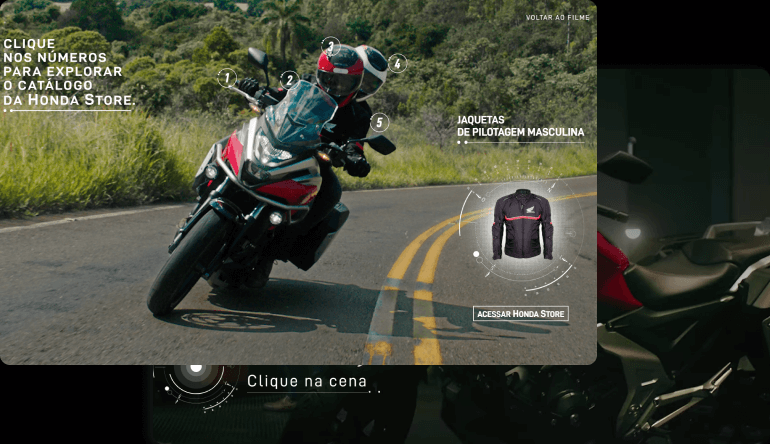 VOLTAR AO FILME
CLIQUE
NOS NÚMEROS
PARA EXPLORAR
O CATÁLOGO
DA HONDA STORE.
1
2
3
4
5
JAQUETAS
DE PILOTAGEM MASCULINA
ACESSAR HONDA STORE
Clique na cena